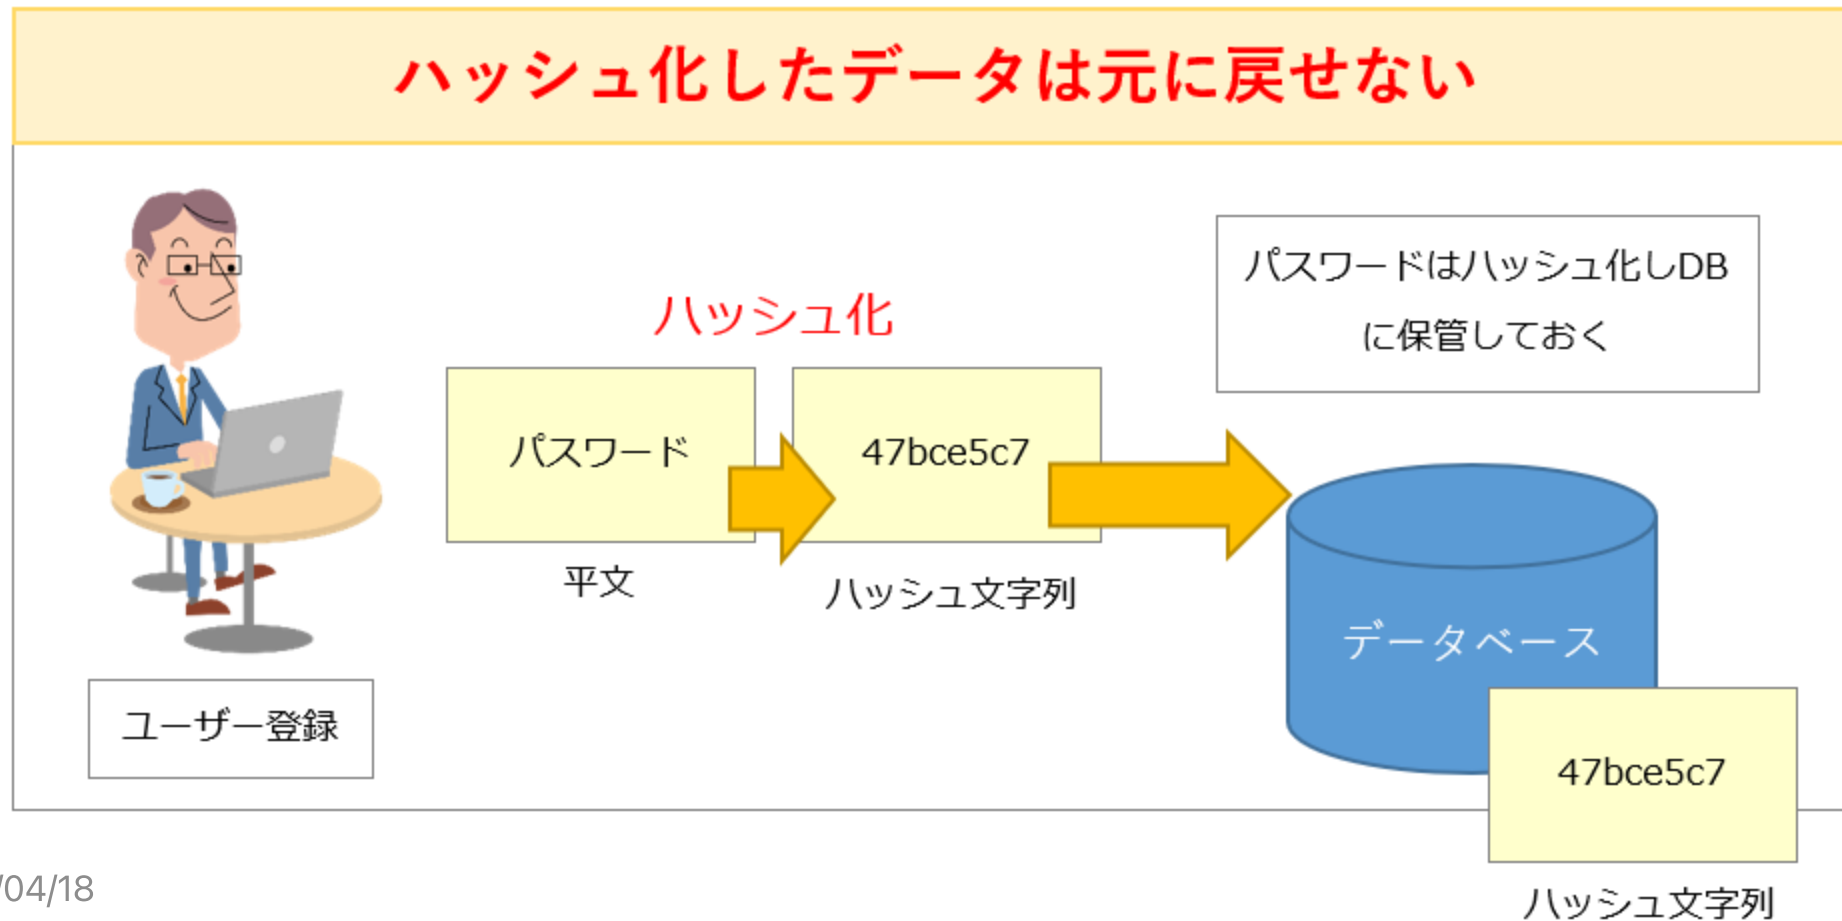 ハッシュ化したデータは元に戻せない
パスワードはハッシュ化しDB
に保管しておく
ハッシュ化
パスワード
47bce5c7
平文
ハッシュ文字列
データベース
ユーザー登録
47bce5c7
ハッシュ文字列
/04/18